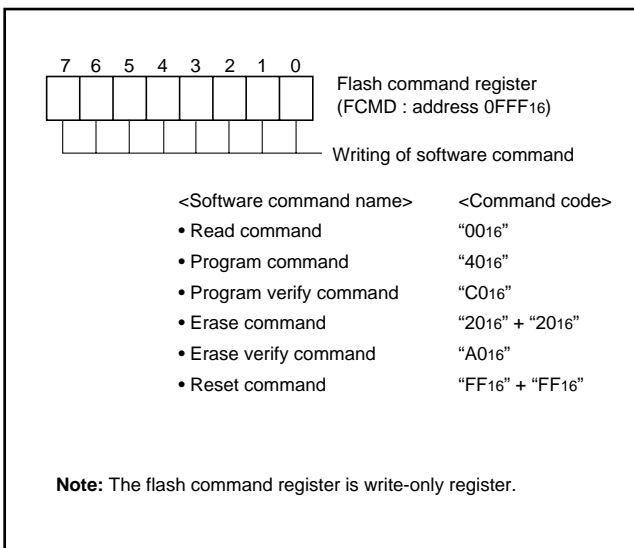 7 6 5 4 3 2 1 0
Flash command register
(FCMD : address 0FFF16)
Writing of software command
<Software command name> <Command code>
• Read command “0016”
• Program command “4016”
• Program verify command “C016”
• Erase command “2016” + “2016”
• Erase verify command “A016”
• Reset command “FF16” + “FF16”
Note: The flash command register is write-only register.